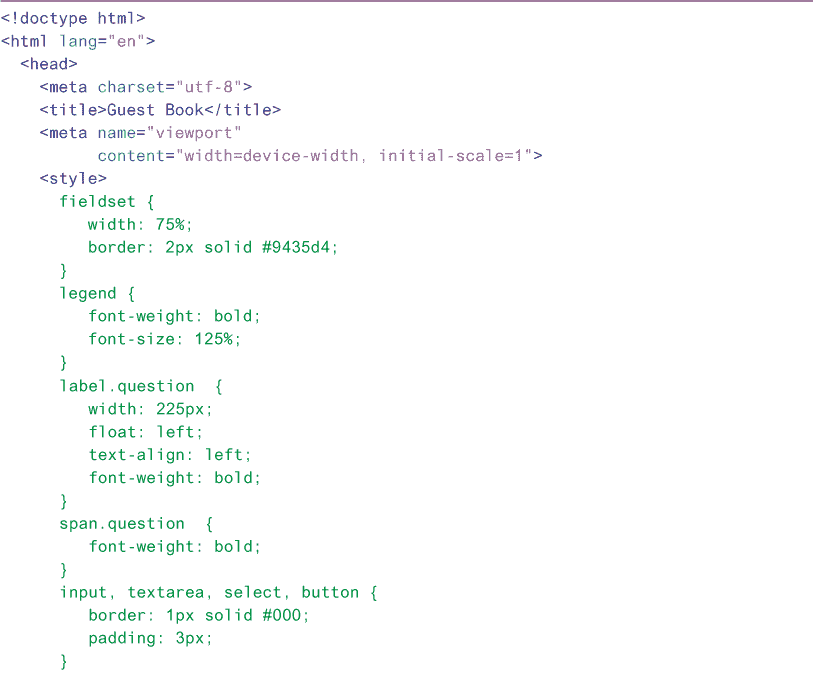 <!doctype html>
<html lang="en">
  <head>
    <meta charset="utf-8">
    <title>Guest Book</title>
    <meta name="viewport"
          content="width=device-width, initial-scale=1">
    <style>
      fieldset {
         width: 75%;
         border: 2px solid #9435d4;
      }
      legend {
         font-weight: bold;
         font-size: 125%;
      }
      label.question  {
         width: 225px;
         float: left;
         text-align: left;
         font-weight: bold;
      }
      span.question  {
         font-weight: bold;
      }
      input, textarea, select, button {
         border: 1px solid #000;
         padding: 3px;
      }